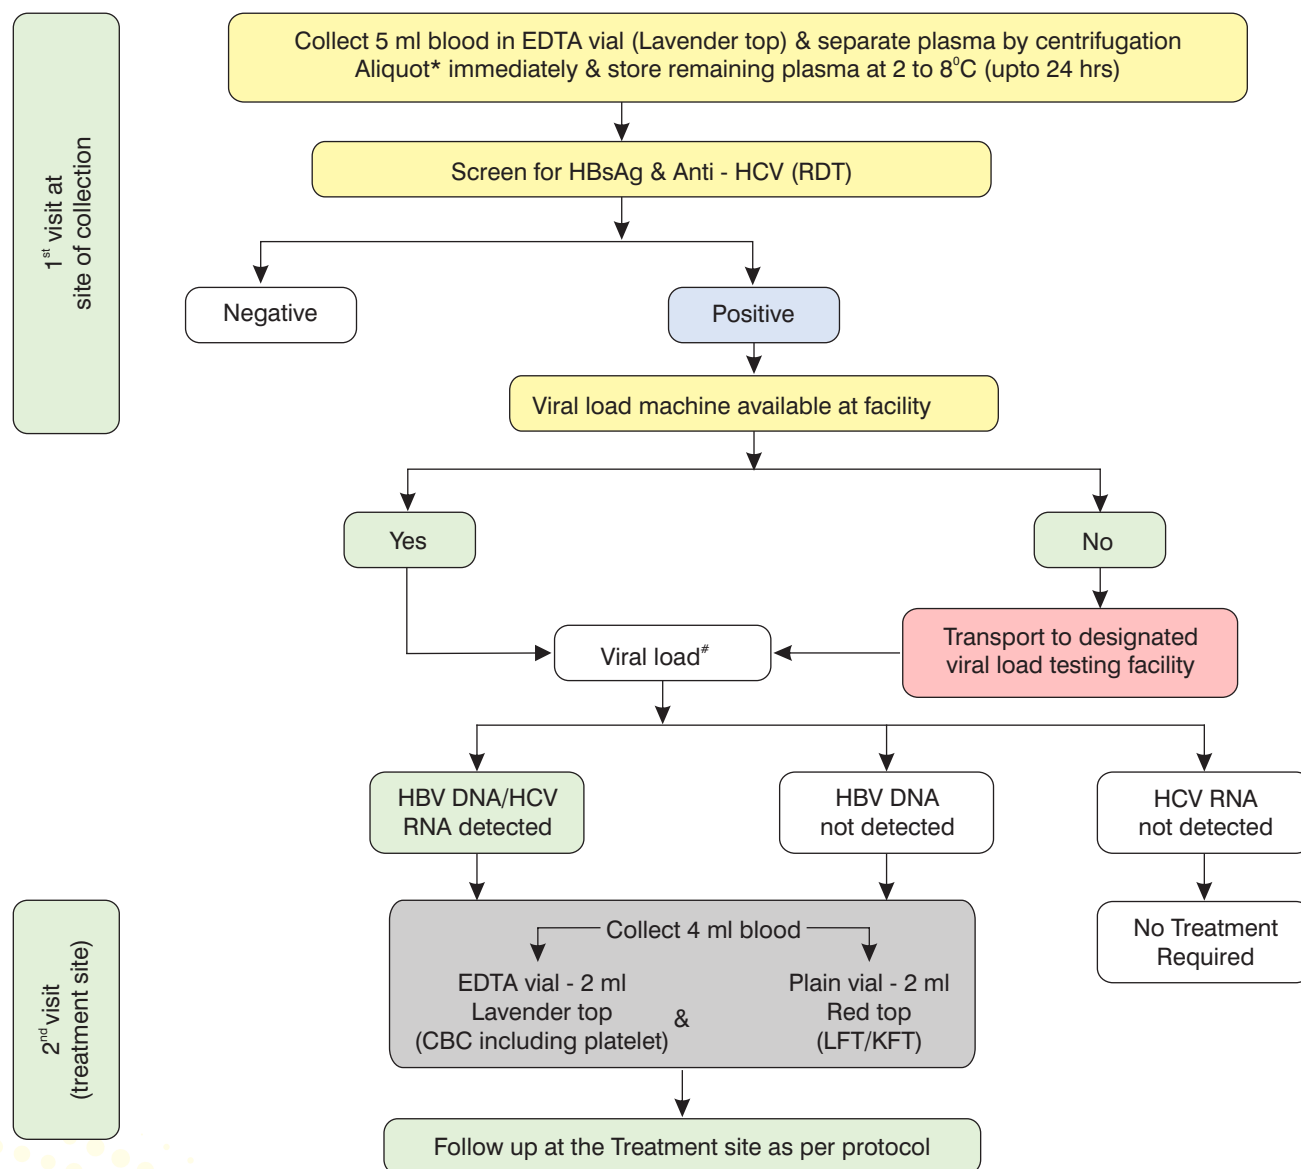 1st visit at
site of collection
Collect 5 ml blood in EDTA vial (Lavender top) & separate plasma by centrifugation
Aliquot* immediately & store remaining plasma at 2 to 8⁰C (upto 24 hrs)
Screen for HBsAg & Anti - HCV (RDT)
Negative
Positive
Viral load machine available at facility
Yes
No
Viral load#
Transport to designated
viral load testing facility
HBV DNA/HCV
RNA detected
HBV DNA
not detected
HCV RNA
not detected
2nd visit
(treatment site)
Collect 4 ml blood
EDTA vial - 2 ml
Lavender top
(CBC including platelet)
&
Plain vial - 2 ml
Red top
(LFT/KFT)
No Treatment
Required
Follow up at the Treatment site as per protocol